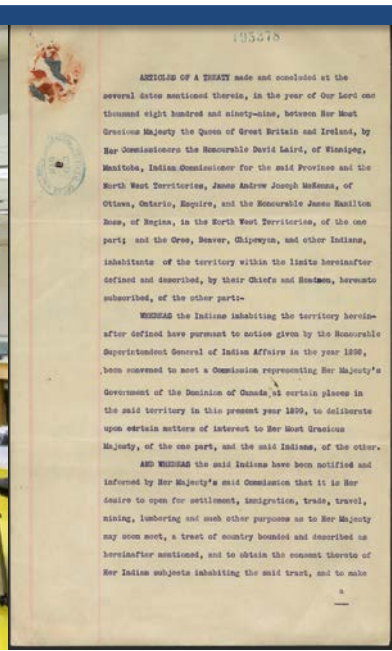 195276
ARTICLES OF A TREATY made and concluded at the
several dates mentioned therein, in the year of Our Lord one
thousand eight hundred and ninety-nine, between Her Most
Gracious Majesty the Queen of Great Britain and Ireland, by
Her Commissioners the Honourable David Laird, of Winnipeg,
Manitoba, Indian Commissioner for the said Province and the
North West Territories, James Andrew Joseph McKenna, of
Ottawa, Ontario, Esquire, and the Honourable James Hamilton
Ross, of Regina, in the North West Territories, of the one
part; and the Cree, Beaver, Chipewyan, and other Indians,
inhabitants of the territory within the limits hereinafter
defined and described, by their Chiefs and Headmen, hereunto
subscribed, of the other part:-
WHEREAS the Indians inhabiting the territory herein-
after defined have pursuant to notice given by the Honourable
Superintendent General of Indian Affairs in the year 1898,
been convened to meet a Commission representing Her Majesty's
Government of the Dominion of Canada at certain places in
the said territory in this present year 1899, to deliberate
upon certain matters of interest to Her Most Gracious
Majesty, of the one part, and the said Indians, of the other.
AND WHEREAS the said Indians have been notified and
informed by Her Majesty's said Commission that it is Her
desire to open for settlement, immigration, trade, travel,
mining, lumbering and such other purposes as to Her Majesty
may seem meet, a tract of country bounded and described as
hereinafter mentioned, and to obtain the consent thereto of
Her Indian subjects inhabiting the said tract, and to make
a